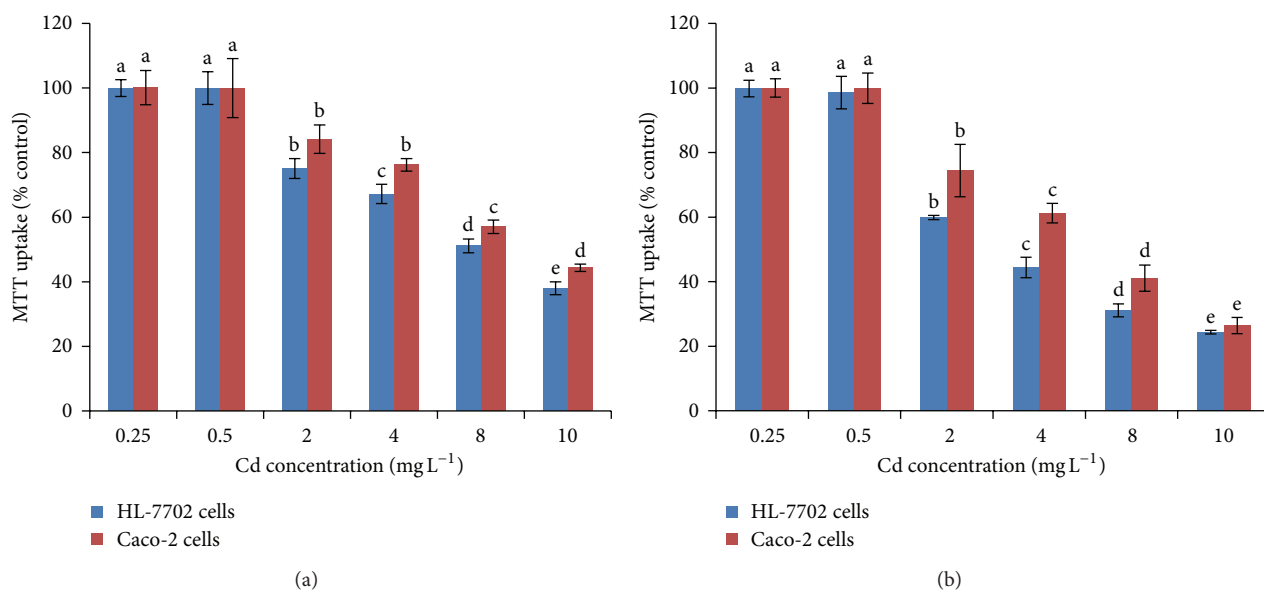 120
100
80
60
40
20
0
MTT uptake (% control)
a a a a b b c b d c e d
0.25 0.5 2 4 8 10
Cd concentration (mg L⁻¹)
HL-7702 cells
Caco-2 cells
(a)
120
100
80
60
40
20
0
MTT uptake (% control)
a a a a b b c c d d e e
0.25 0.5 2 4 8 10
Cd concentration (mg L⁻¹)
HL-7702 cells
Caco-2 cells
(b)